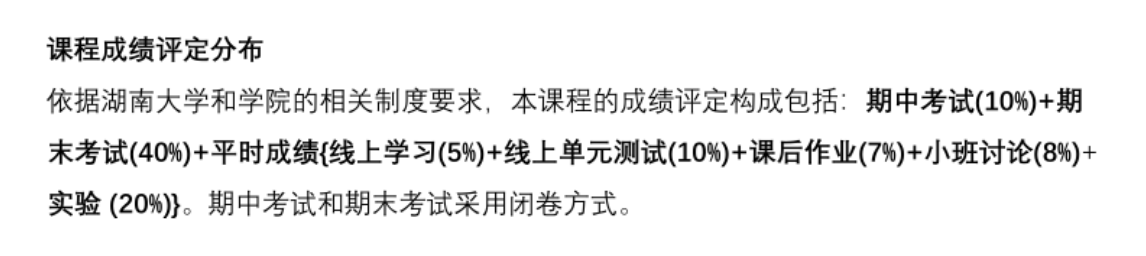 课程成绩评定分布
依据湖南大学和学院的相关制度要求，本课程的成绩评定构成包括：期中考试(10%)+期
末考试(40%)+平时成绩{线上学习(5%)+线上单元测试(10%)+课后作业(7%)+小班讨论(8%)+
实验 (20%)}。期中考试和期末考试采用闭卷方式。